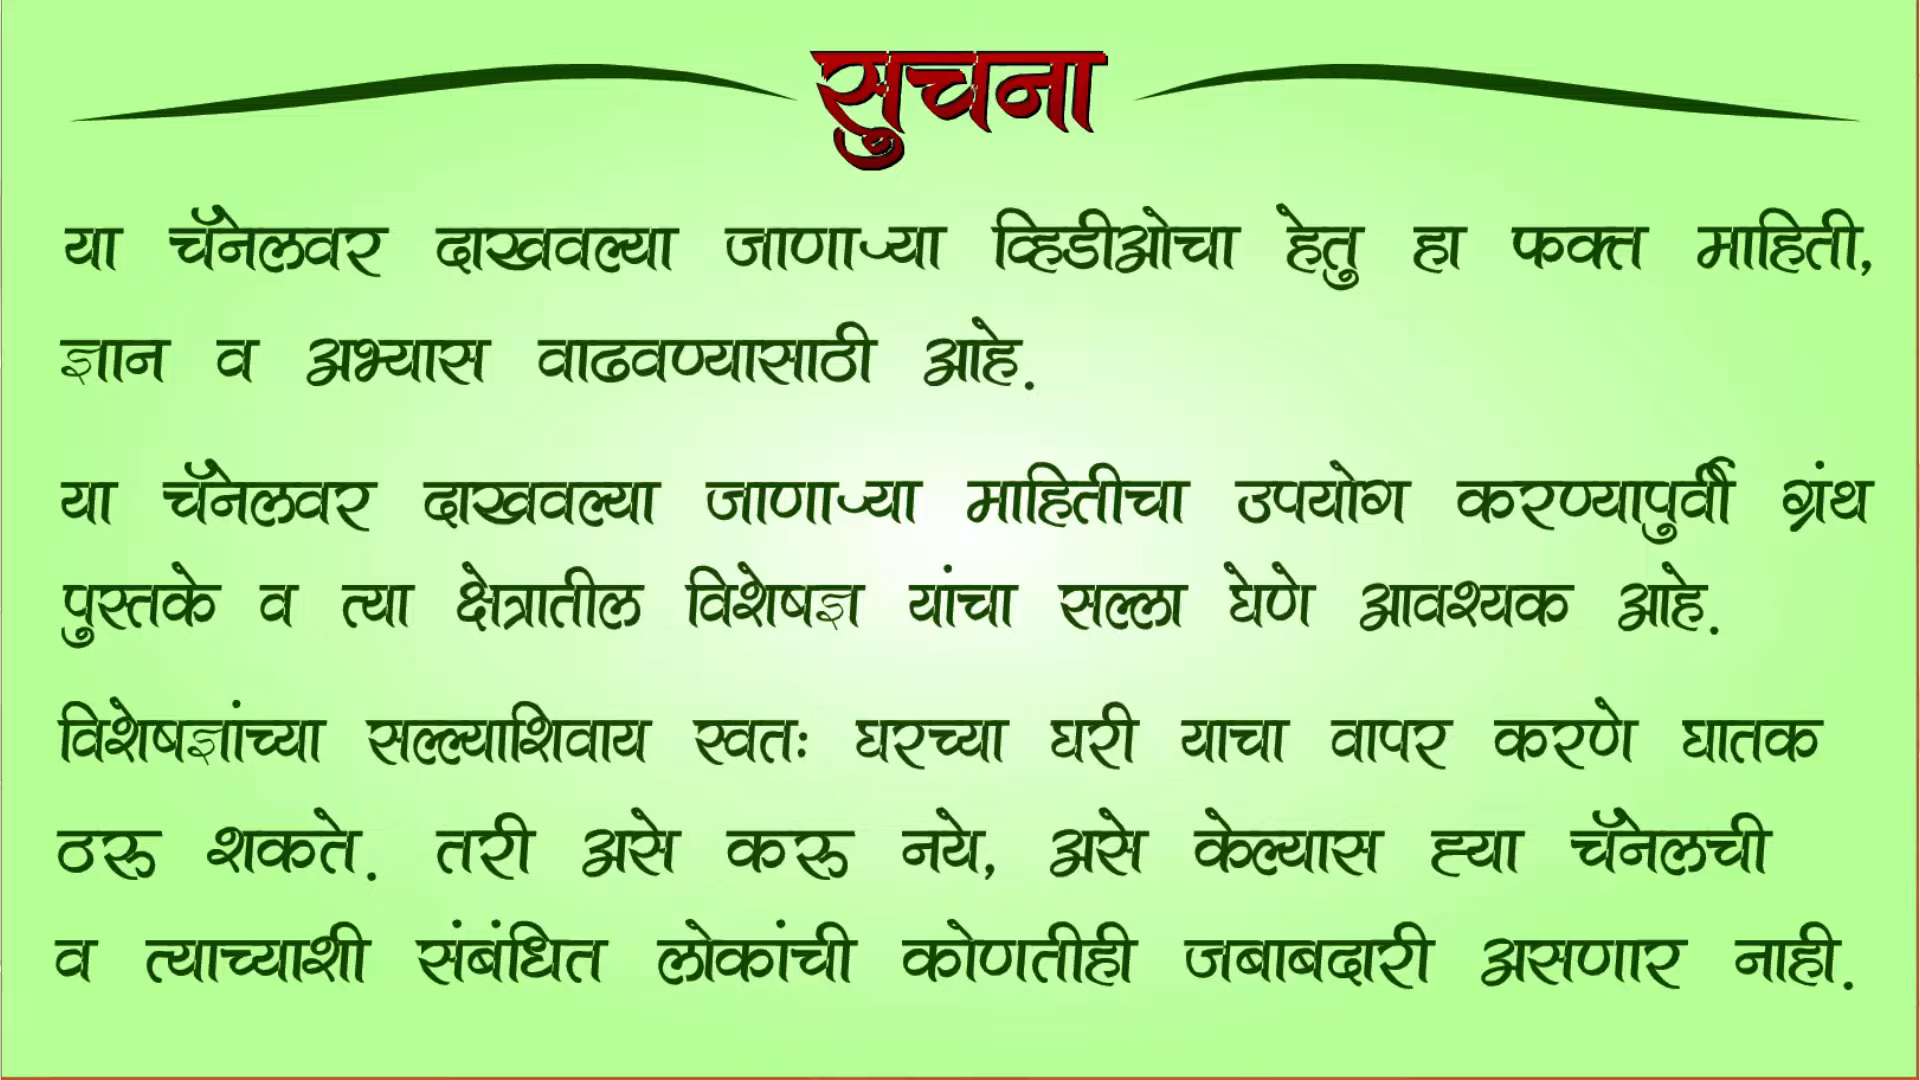 सुचना
या चॅनेलवर दाखवल्या जाणाऱ्या व्हिडीओचा हेतु हा फक्त माहिती,
ज्ञान व अभ्यास वाढवण्यासाठी आहे.
या चॅनेलवर दाखवल्या जाणाऱ्या माहितीचा उपयोग करण्यापुर्वी ग्रंथ
पुस्तके व त्या क्षेत्रातील विशेषज्ञ यांचा सल्ला घेणे आवश्यक आहे.
विशेषज्ञांच्या सल्ल्याशिवाय स्वतः घरच्या घरी याचा वापर करणे घातक
ठरु शकते. तरी असे करु नये, असे केल्यास ह्या चॅनेलची
व त्याच्याशी संबंधित लोकांची कोणतीही जबाबदारी असणार नाही.